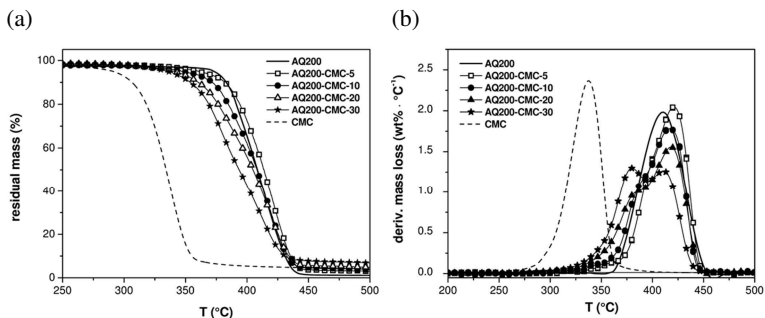 (a)
(b)
100
80
60
40
20
0
residual mass (%)
250
300
350
400
450
500
T (°C)
AQ200
AQ200-CMC-5
AQ200-CMC-10
AQ200-CMC-20
AQ200-CMC-30
CMC
2.5
2.0
1.5
1.0
0.5
0.0
deriv. mass loss (wt% · °C⁻¹)
200
250
300
350
400
450
500
T (°C)
AQ200
AQ200-CMC-5
AQ200-CMC-10
AQ200-CMC-20
AQ200-CMC-30
CMC